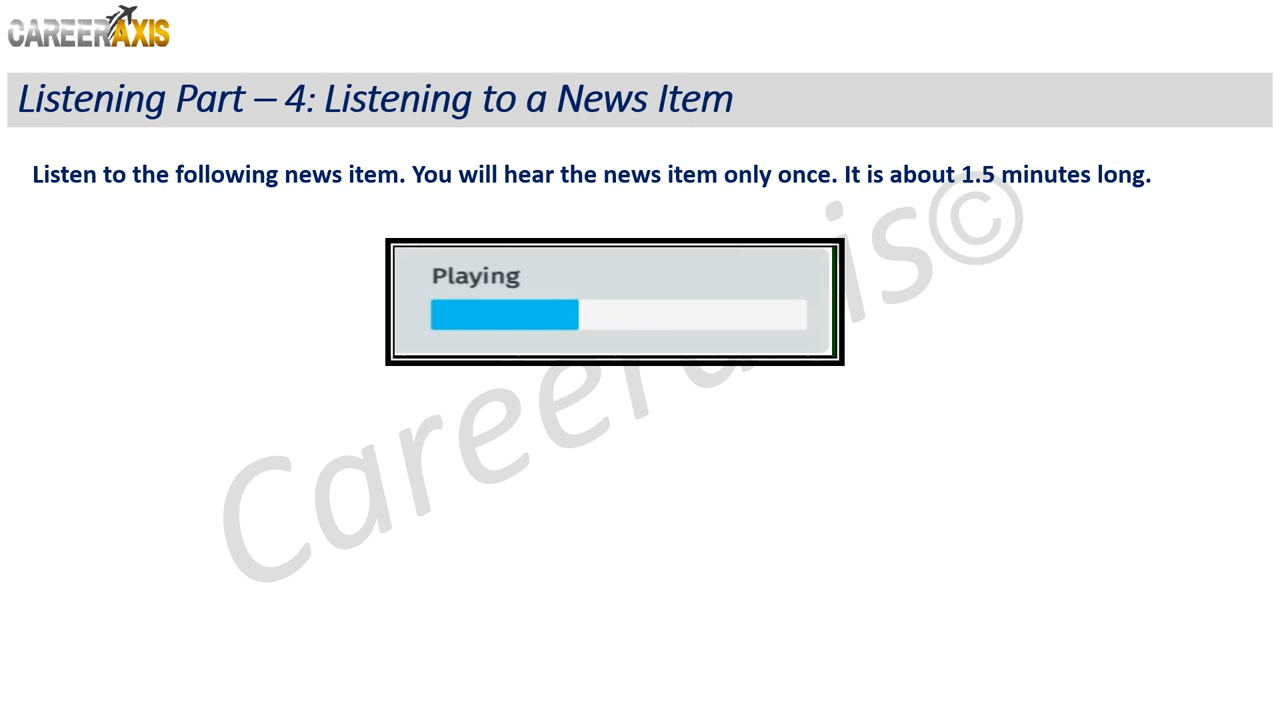 CAREERAXIS
Listening Part – 4: Listening to a News Item
Listen to the following news item. You will hear the news item only once. It is about 1.5 minutes long.
Playing
Careeraxis©